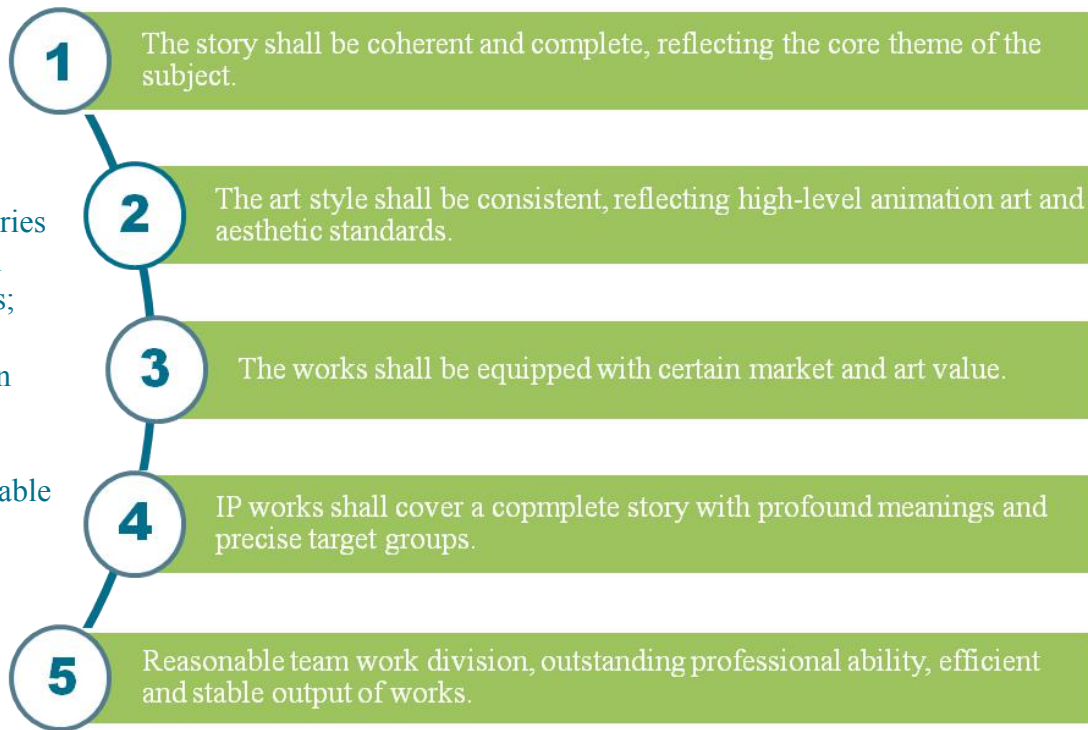 1
The story shall be coherent and complete, reflecting the core theme of the
subject.
ries
s;
n
able
2
The art style shall be consistent, reflecting high-level animation art and
aesthetic standards.
3
The works shall be equipped with certain market and art value.
4
IP works shall cover a copmplete story with profound meanings and
precise target groups.
5
Reasonable team work division, outstanding professional ability, efficient
and stable output of works.